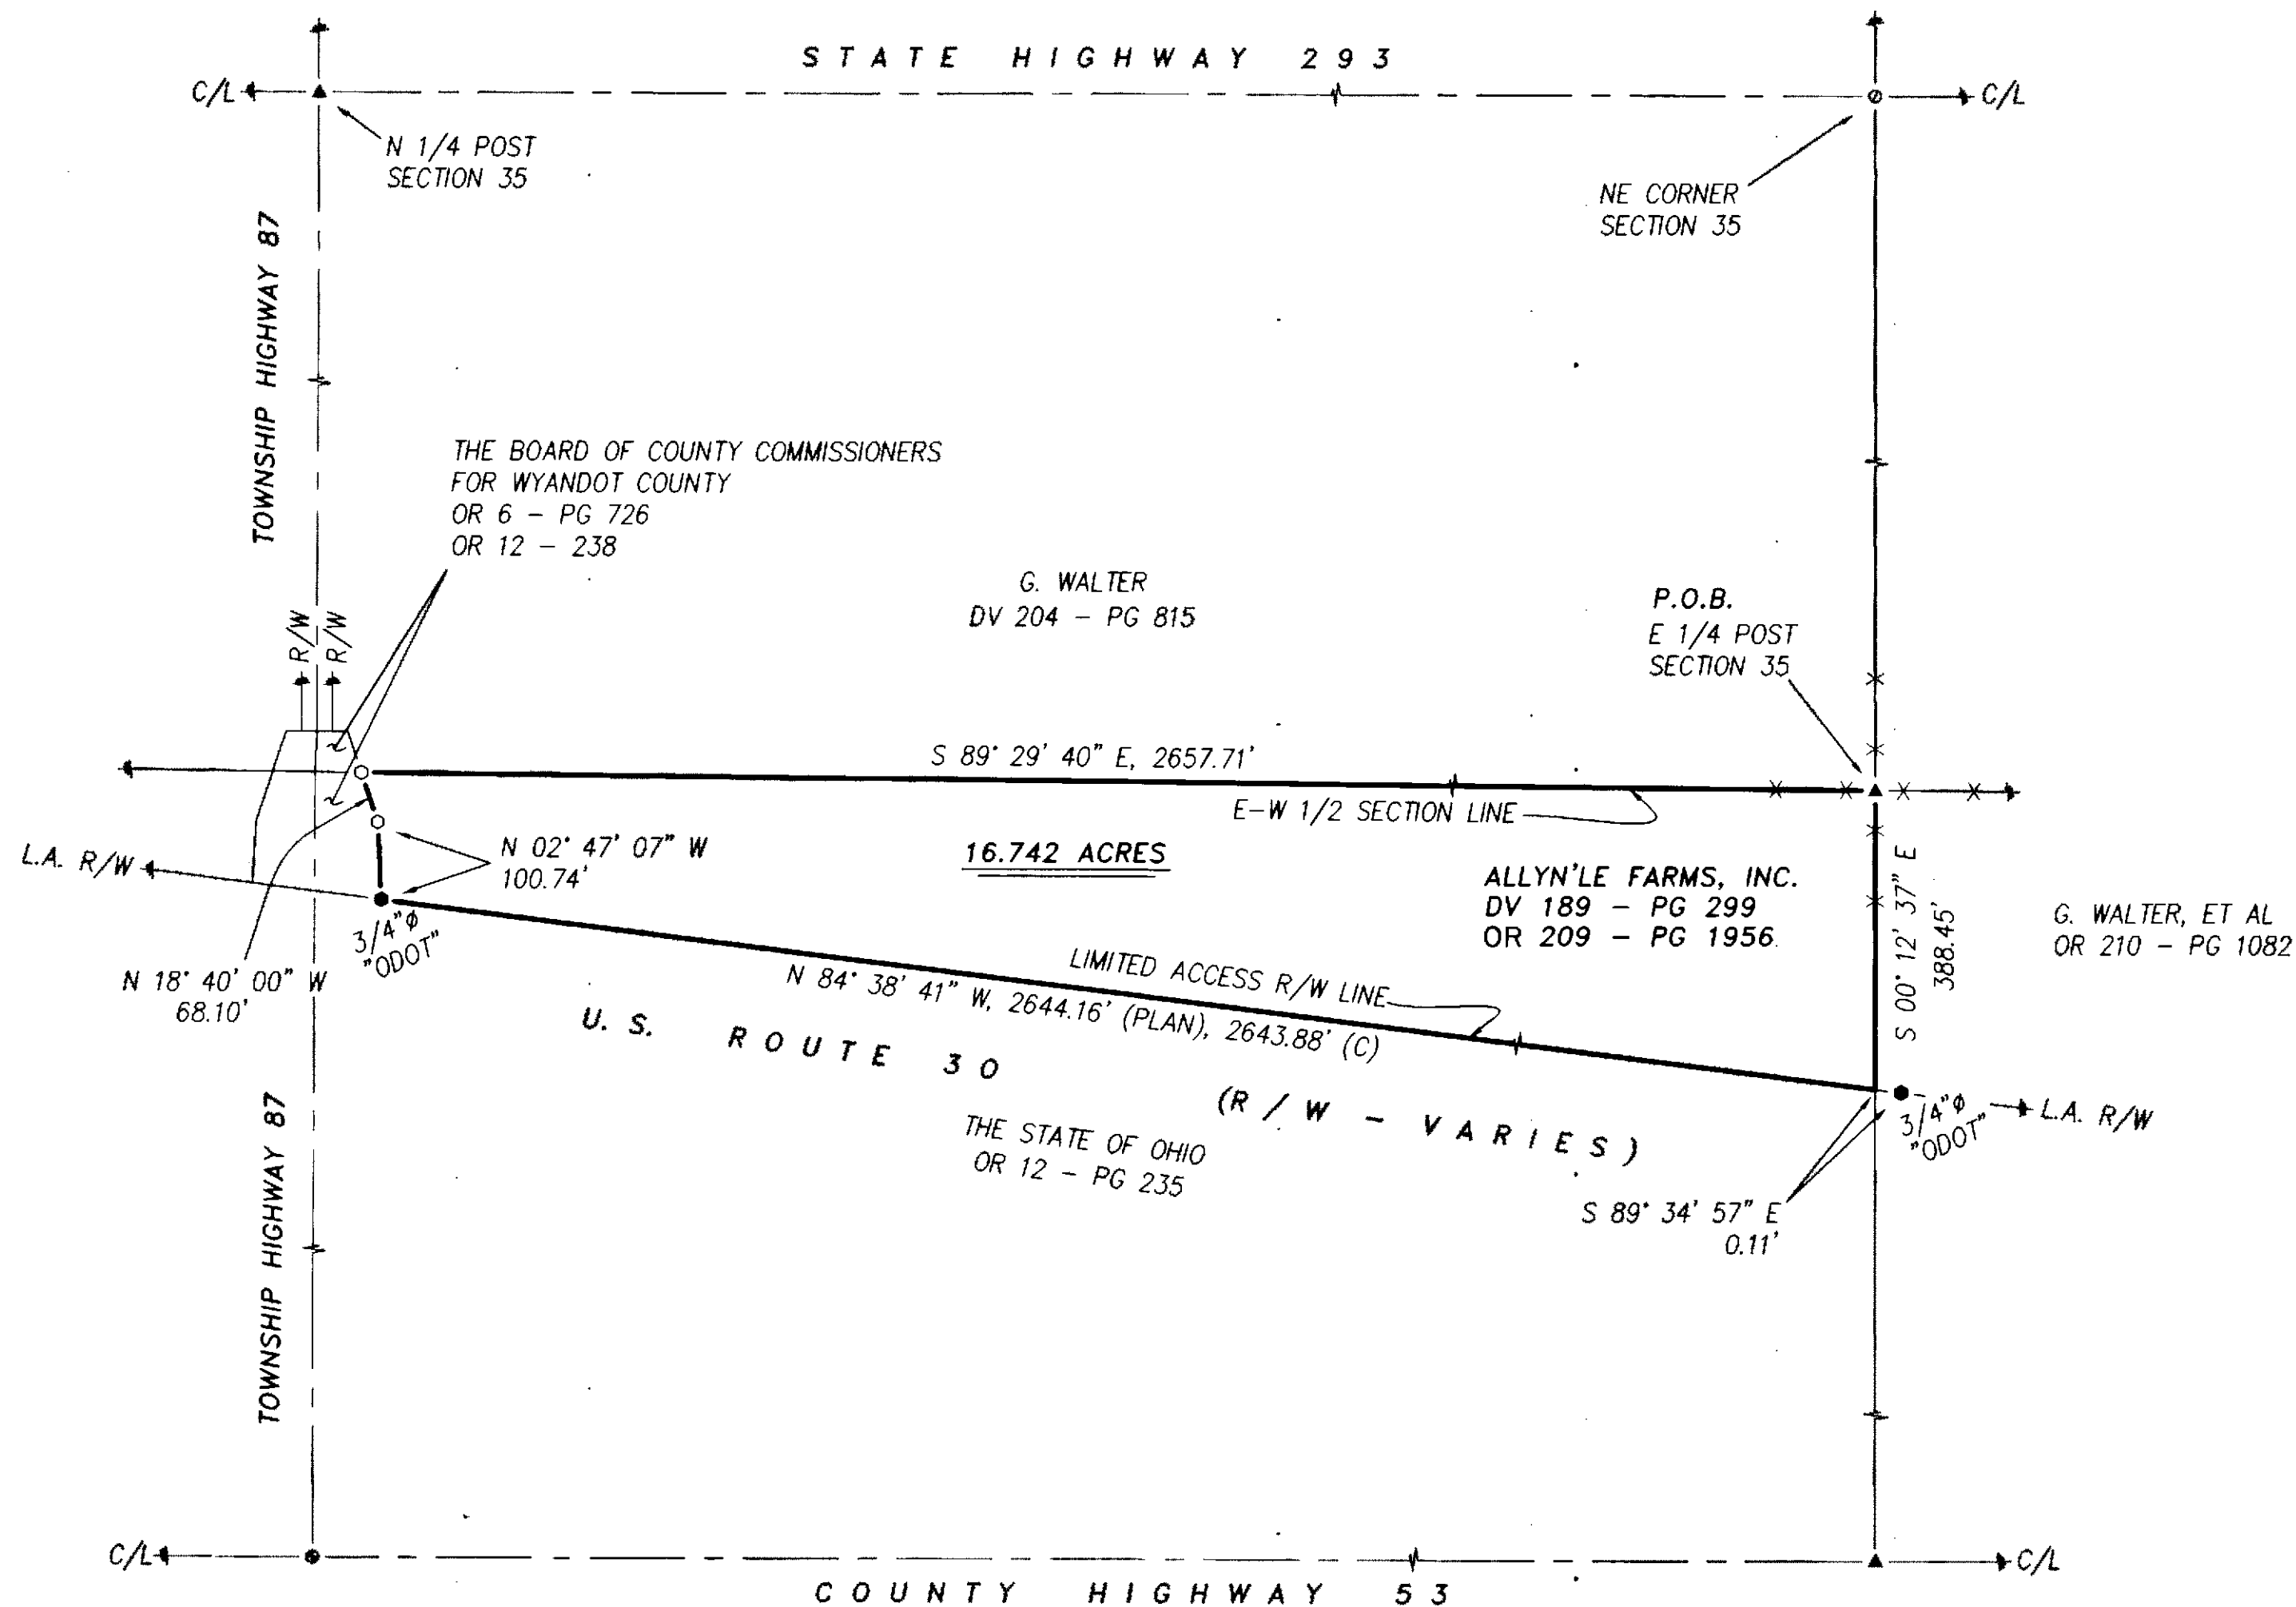 STATE HIGHWAY 293
C/L
C/L
N 1/4 POST
SECTION 35
NE CORNER
SECTION 35
TOWNSHIP HIGHWAY 87
THE BOARD OF COUNTY COMMISSIONERS
FOR WYANDOT COUNTY
OR 6 - PG 726
OR 12 - 238
G. WALTER
DV 204 - PG 815
P.O.B.
E 1/4 POST
SECTION 35
R/W
R/W
S 89° 29' 40" E, 2657.71'
E-W 1/2 SECTION LINE
L.A. R/W
N 02° 47' 07" W
100.74'
16.742 ACRES
ALLYN'LE FARMS, INC.
DV 189 - PG 299
OR 209 - PG 1956
S 00° 12' 37" E
388.45'
G. WALTER, ET AL
OR 210 - PG 1082
3/4"ϕ
"ODOT"
N 18° 40' 00" W
68.10'
LIMITED ACCESS R/W LINE
N 84° 38' 41" W, 2644.16' (PLAN), 2643.88' (C)
U. S. ROUTE 30 (R/W - VARIES)
THE STATE OF OHIO
OR 12 - PG 235
3/4"ϕ
"ODOT"
L.A. R/W
S 89° 34' 57" E
0.11'
TOWNSHIP HIGHWAY 87
C/L
C/L
COUNTY HIGHWAY 53